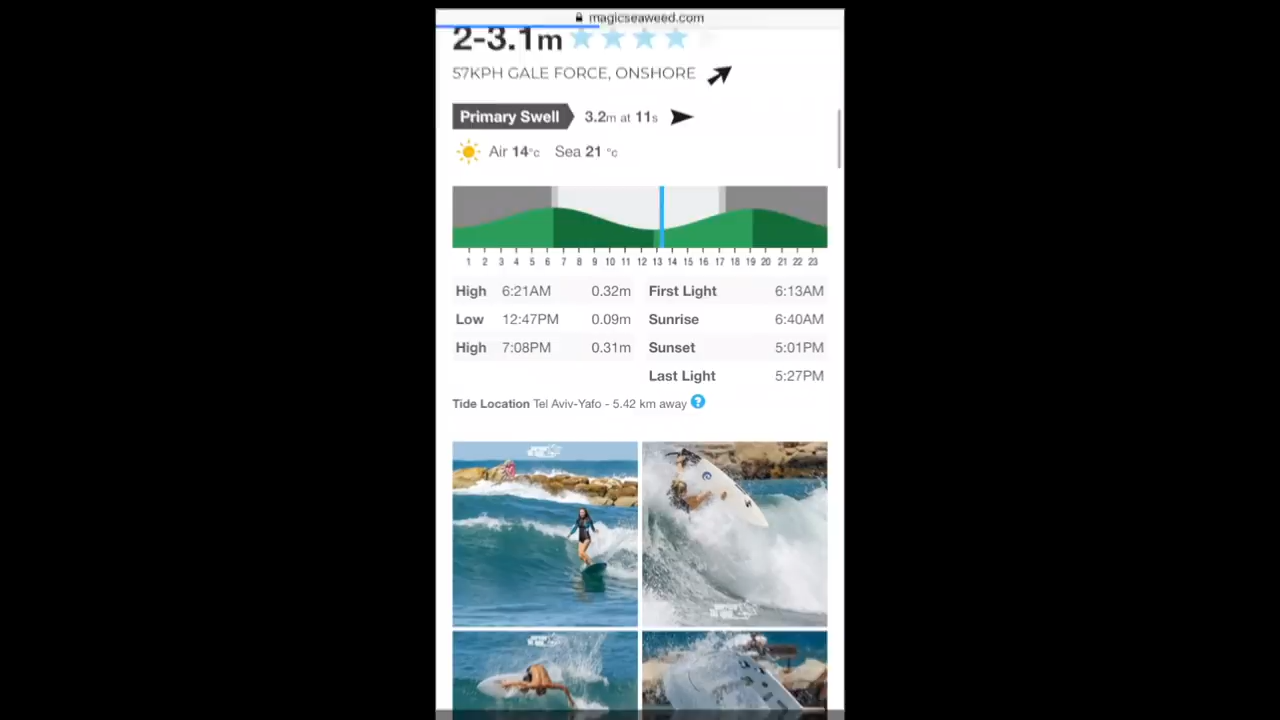 magicseaweed.com
2-3.1m
57KPH GALE FORCE, ONSHORE
Primary Swell 3.2m at 11s
Air 14°c Sea 21 °c
1 2 3 4 5 6 7 8 9 10 11 12 13 14 15 16 17 18 19 20 21 22 23
High 6:21AM 0.32m First Light 6:13AM
Low 12:47PM 0.09m Sunrise 6:40AM
High 7:08PM 0.31m Sunset 5:01PM
Last Light 5:27PM
Tide Location Tel Aviv-Yafo - 5.42 km away ?